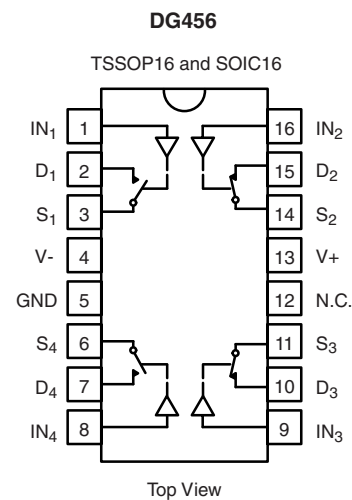 DG456
TSSOP16 and SOIC16
IN1 1 16 IN2
D1 2 15 D2
S1 3 14 S2
V- 4 13 V+
GND 5 12 N.C.
S4 6 11 S3
D4 7 10 D3
IN4 8 9 IN3
Top View